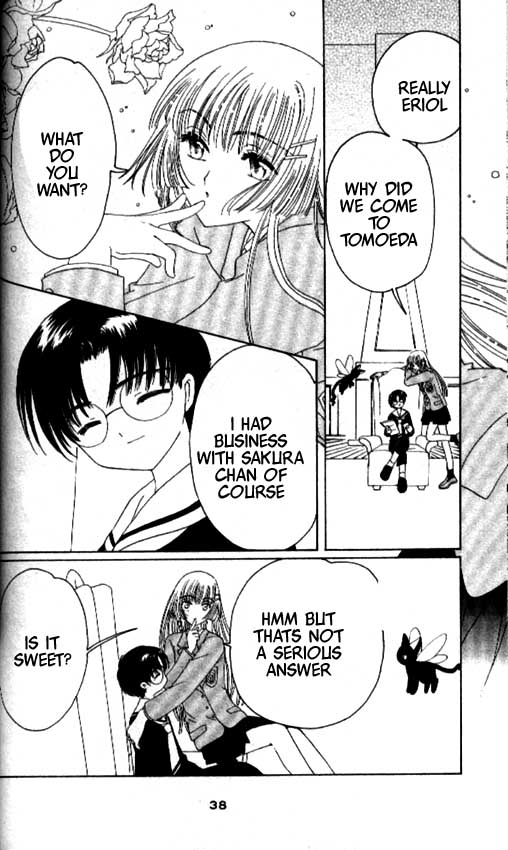 REALLY
ERIOL
WHY DID
WE COME
TO
TOMOEDA
WHAT
DO
YOU
WANT?
I HAD
BUSINESS
WITH SAKURA
CHAN OF
COURSE
HMM BUT
THATS NOT
A SERIOUS
ANSWER
IS IT
SWEET?
38